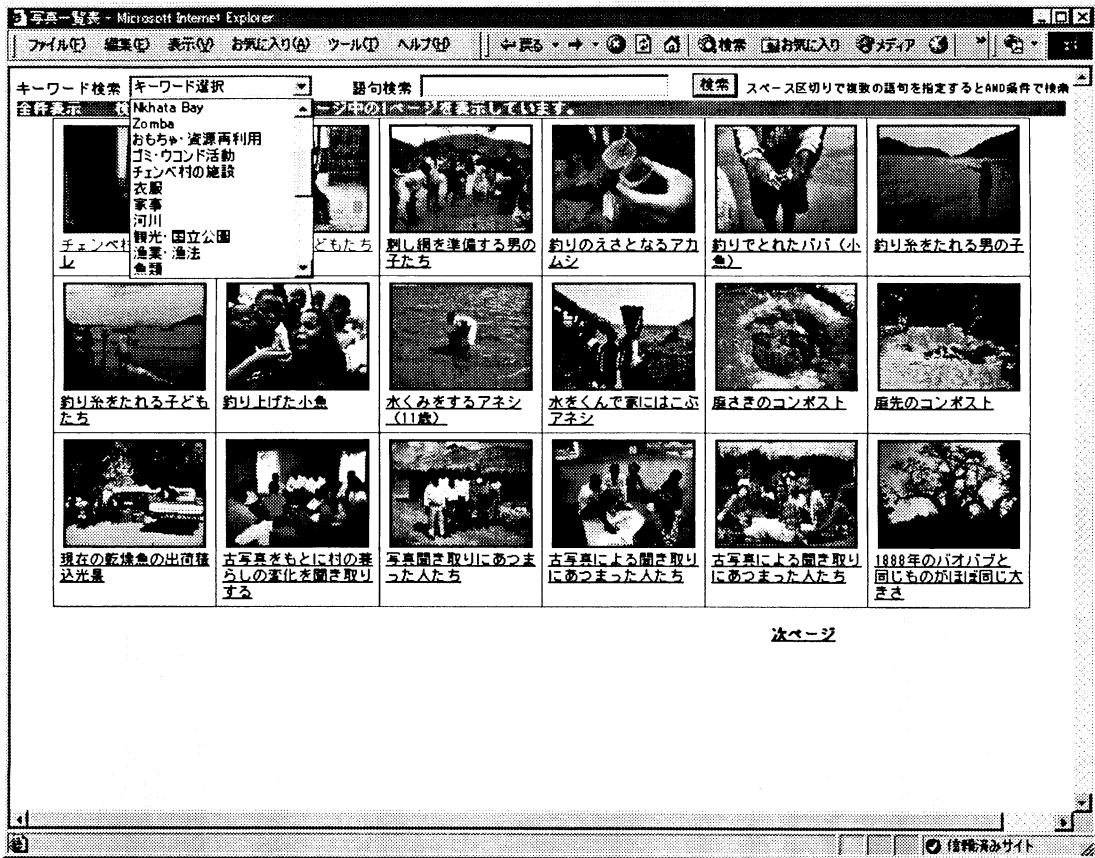 写真一覧表 - Microsoft Internet Explorer
ファイル(F) 編集(E) 表示(V) お気に入り(A) ツール(T) ヘルプ(H) 戻る 検索 お気に入り メディア
キーワード検索 キーワード選択 語句検索 検索 スペース区切りで複数の語句を指定するとAND条件で検索
全件表示 検 ページ中の1ページを表示しています。
Nkhata Bay
Zomba
おもちゃ・資源再利用
ゴミ・ウコンド活動
チェンベ村の施設
衣服
家事
河川
観光・国立公園
漁業・漁法
魚類
チェンベ村
レ
どもたち
刺し網を準備する男の
子たち
釣りのえさとなるアカ
ムシ
釣りでとれたババ（小
魚）
釣り糸をたれる男の子
釣り糸をたれる子ども
たち
釣り上げた小魚
水くみをするアネシ
（11歳）
水をくんで家にはこぶ
アネシ
庭さきのコンポスト
庭先のコンポスト
現在の乾燥魚の出荷積
込光景
古写真をもとに村の暮
らしの変化を聞き取り
する
写真聞き取りにあつま
った人たち
古写真による聞き取り
にあつまった人たち
古写真による聞き取り
にあつまった人たち
1888年のバオバブと
同じものがほぼ同じ大
きさ
次ページ
信頼済みサイト